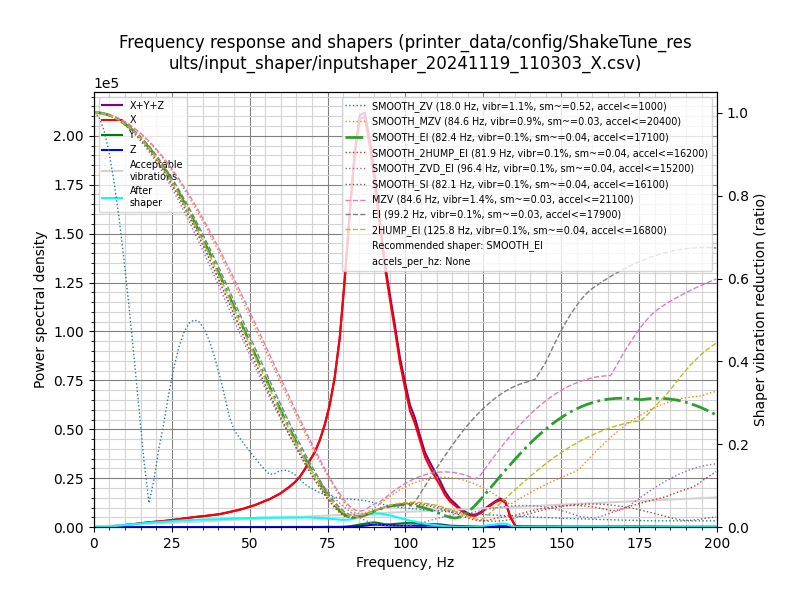 Frequency response and shapers (printer_data/config/ShakeTune_res
ults/input_shaper/inputshaper_20241119_110303_X.csv)
1e5
X+Y+Z
X
Y
Z
Acceptable
vibrations
After
shaper
SMOOTH_ZV (18.0 Hz, vibr=1.1%, sm~=0.52, accel<=1000)
SMOOTH_MZV (84.6 Hz, vibr=0.9%, sm~=0.03, accel<=20400)
SMOOTH_EI (82.4 Hz, vibr=0.1%, sm~=0.04, accel<=17100)
SMOOTH_2HUMP_EI (81.9 Hz, vibr=0.1%, sm~=0.04, accel<=16200)
SMOOTH_ZVD_EI (96.4 Hz, vibr=0.1%, sm~=0.04, accel<=15200)
SMOOTH_SI (82.1 Hz, vibr=0.1%, sm~=0.04, accel<=16100)
MZV (84.6 Hz, vibr=1.4%, sm~=0.03, accel<=21100)
EI (99.2 Hz, vibr=0.1%, sm~=0.03, accel<=17900)
2HUMP_EI (125.8 Hz, vibr=0.1%, sm~=0.04, accel<=16800)
Recommended shaper: SMOOTH_EI
accels_per_hz: None
Power spectral density
2.00
1.75
1.50
1.25
1.00
0.75
0.50
0.25
0.00
1.0
0.8
0.6
0.4
0.2
0.0
Shaper vibration reduction (ratio)
0 25 50 75 100 125 150 175 200
Frequency, Hz